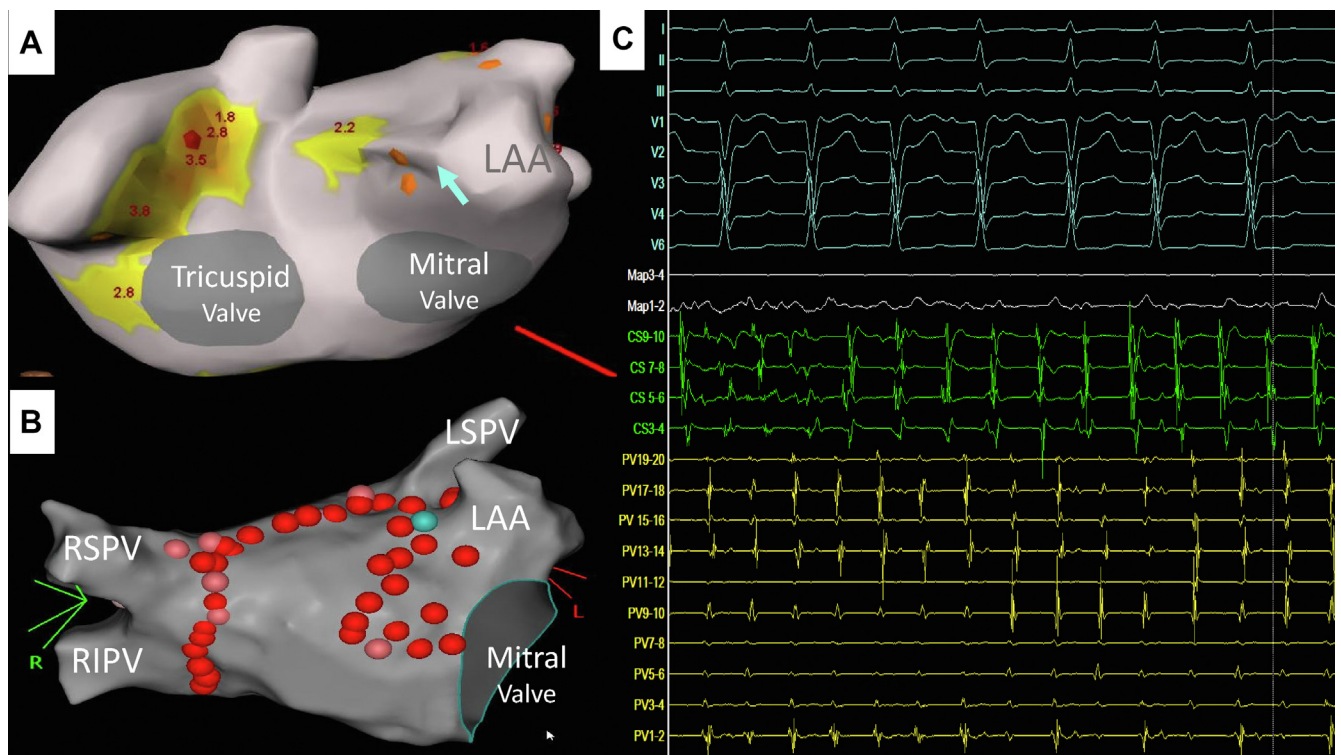 A
1.6
1.8
2.8
3.5
2.2
LAA
3.8
2.8
Tricuspid
Valve
Mitral
Valve
B
LSPV
LAA
RSPV
R
RIPV
L
Mitral
Valve
C
I
II
III
V1
V2
V3
V4
V6
Map3-4
Map1-2
CS9-10
CS 7-8
CS 5-6
CS3-4
PV19-20
PV17-18
PV 15-16
PV13-14
PV11-12
PV9-10
PV7-8
PV5-6
PV3-4
PV1-2